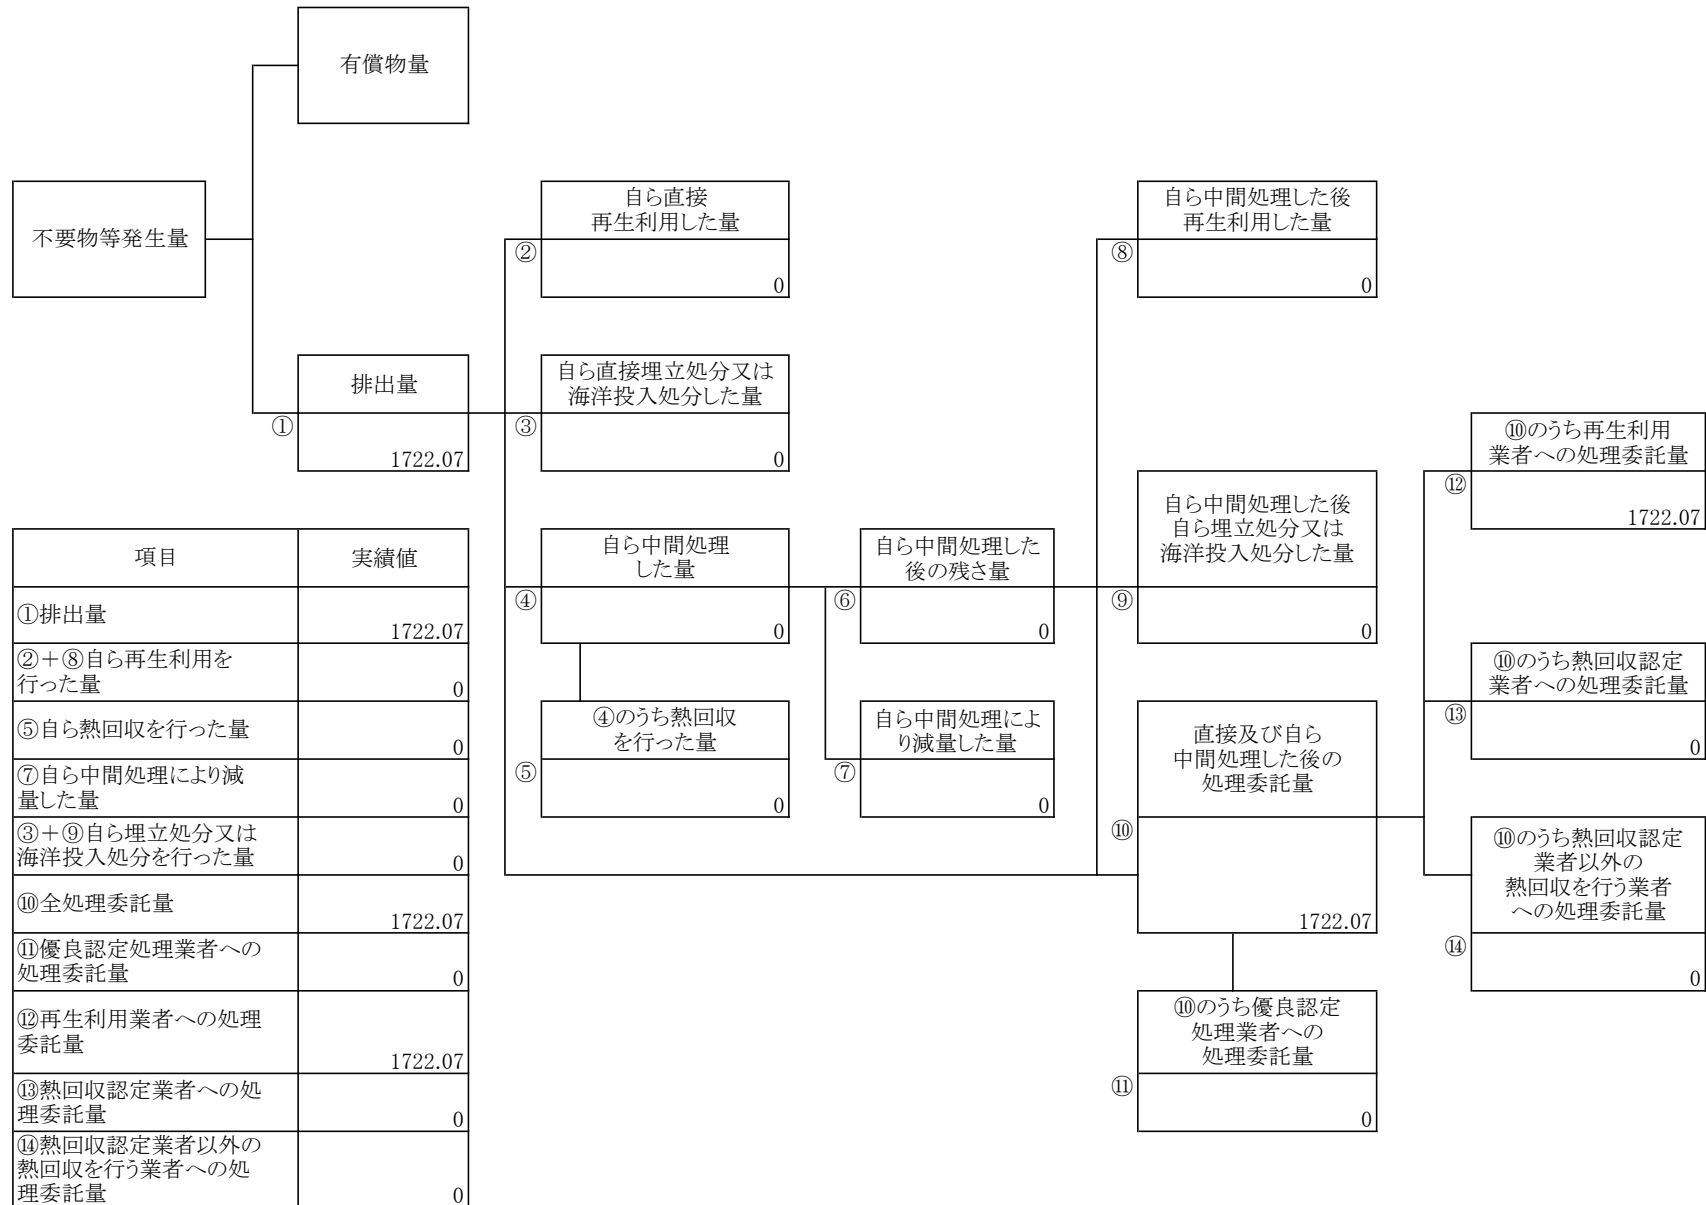 有償物量
不要物等発生量
自ら直接
再生利用した量
②
0
自ら中間処理した後
再生利用した量
⑧
0
排出量
①
1722.07
自ら直接埋立処分又は
海洋投入処分した量
③
0
⑩のうち再生利用
業者への処理委託量
⑫
1722.07
自ら中間処理
した量
④
0
自ら中間処理した
後の残さ量
⑥
0
自ら中間処理した後
自ら埋立処分又は
海洋投入処分した量
⑨
0
⑩のうち熱回収認定
業者への処理委託量
⑬
0
④のうち熱回収
を行った量
⑤
0
自ら中間処理によ
り減量した量
⑦
0
直接及び自ら
中間処理した後の
処理委託量
⑩
1722.07
⑩のうち熱回収認定
業者以外の
熱回収を行う業者
への処理委託量
⑭
0
⑩のうち優良認定
処理業者への
処理委託量
⑪
0
項目 実績値
①排出量
1722.07
②＋⑧自ら再生利用を
行った量
0
⑤自ら熱回収を行った量
0
⑦自ら中間処理により減
量した量
0
③＋⑨自ら埋立処分又は
海洋投入処分を行った量
0
⑩全処理委託量
1722.07
⑪優良認定処理業者への
処理委託量
0
⑫再生利用業者への処理
委託量
1722.07
⑬熱回収認定業者への処
理委託量
0
⑭熱回収認定業者以外の
熱回収を行う業者への処
理委託量
0